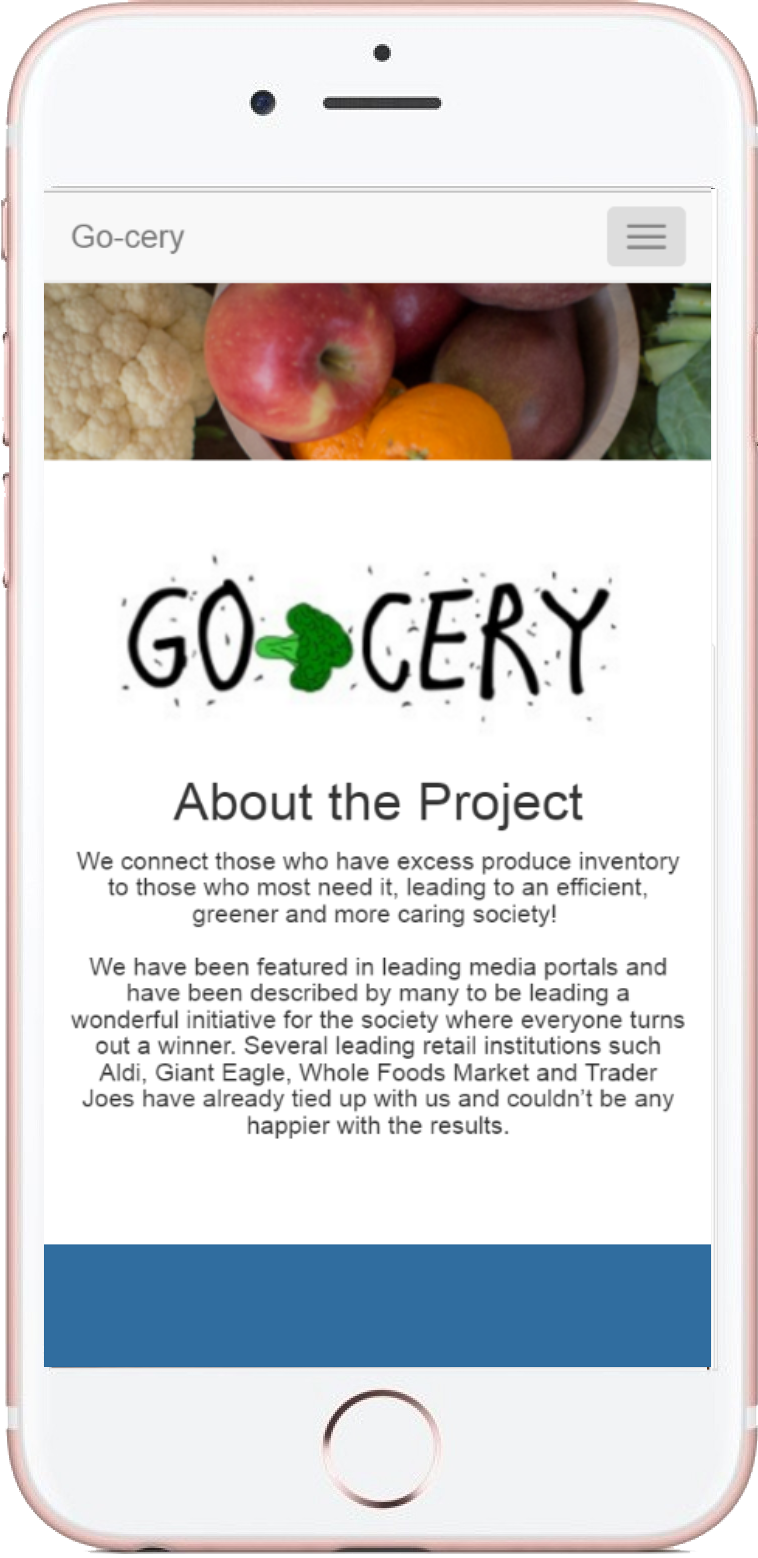 Go-cery
GO CERY
About the Project
We connect those who have excess produce inventory
to those who most need it, leading to an efficient,
greener and more caring society!
We have been featured in leading media portals and
have been described by many to be leading a
wonderful initiative for the society where everyone turns
out a winner. Several leading retail institutions such
Aldi, Giant Eagle, Whole Foods Market and Trader
Joes have already tied up with us and couldn’t be any
happier with the results.